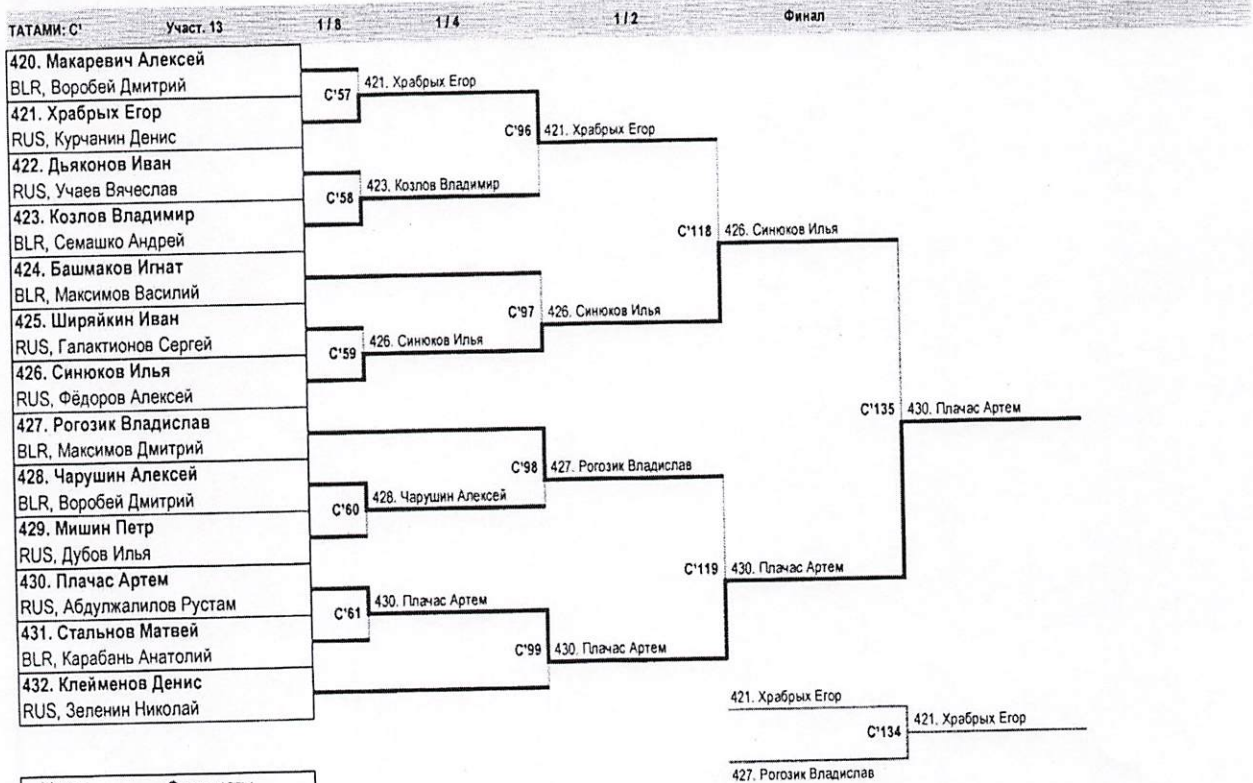 ТАТАМИ: C' Участ. 13 1 / 8 1 / 4 1 / 2 Финал
420. Макаревич Алексей
BLR, Воробей Дмитрий
421. Храбрых Егор
RUS, Курчанин Денис
422. Дьяконов Иван
RUS, Учаев Вячеслав
423. Козлов Владимир
BLR, Семашко Андрей
424. Башмаков Игнат
BLR, Максимов Василий
425. Ширяйкин Иван
RUS, Галактионов Сергей
426. Синюков Илья
RUS, Фёдоров Алексей
427. Рогозик Владислав
BLR, Максимов Дмитрий
428. Чарушин Алексей
BLR, Воробей Дмитрий
429. Мишин Петр
RUS, Дубов Илья
430. Плачас Артем
RUS, Абдулжалилов Рустам
431. Стальнов Матвей
BLR, Карабань Анатолий
432. Клейменов Денис
RUS, Зеленин Николай
C'57
421. Храбрых Егор
C'58
423. Козлов Владимир
C'59
426. Синюков Илья
C'60
428. Чарушин Алексей
C'61
430. Плачас Артем
C'96
421. Храбрых Егор
C'97
426. Синюков Илья
C'98
427. Рогозик Владислав
C'99
430. Плачас Артем
C'118
426. Синюков Илья
C'119
430. Плачас Артем
C'135
430. Плачас Артем
421. Храбрых Егор
C'134
421. Храбрых Егор
427. Рогозик Владислав